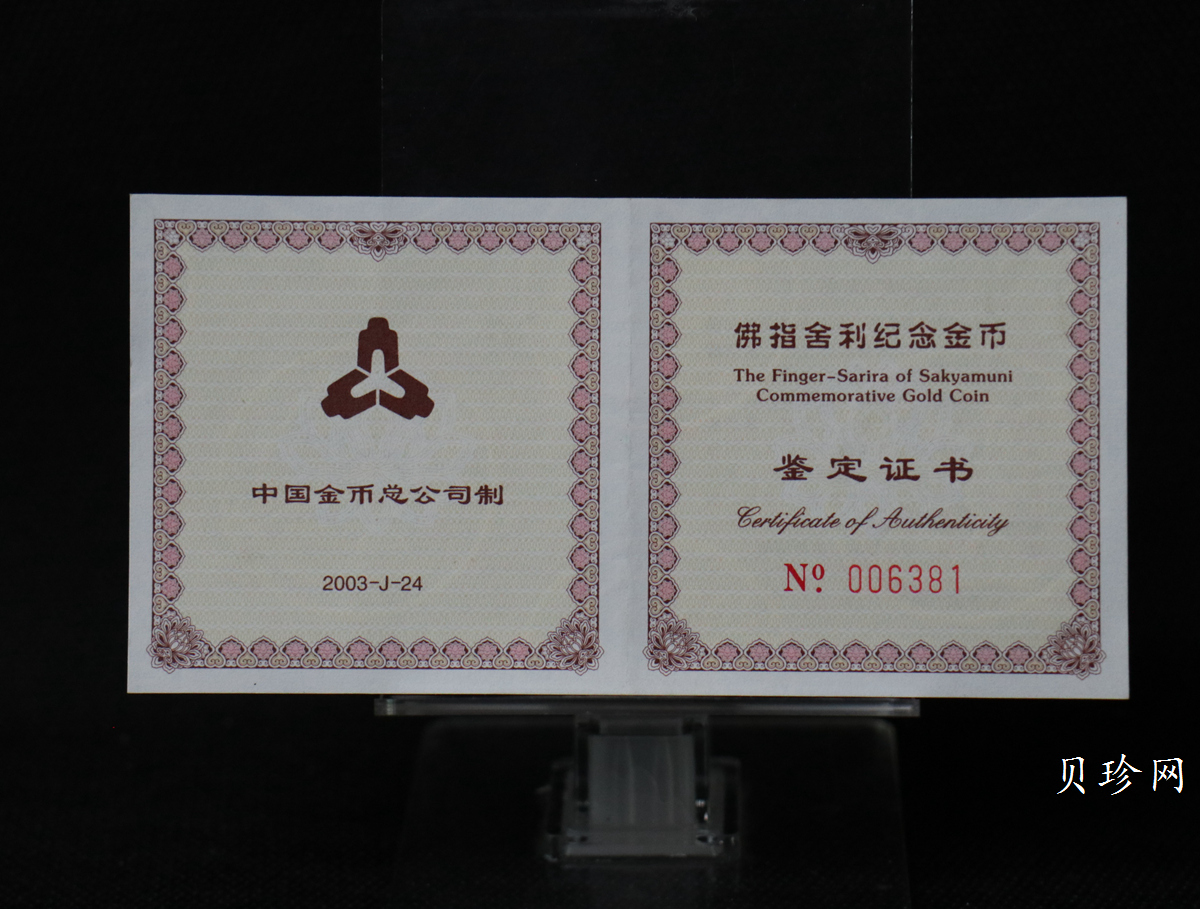 中国金币总公司制
2003-J-24
佛指舍利纪念金币
The Finger-Sarira of Sakyamuni
Commemorative Gold Coin
鉴定证书
Certificate of Authenticity
Nº 006381
贝珍网